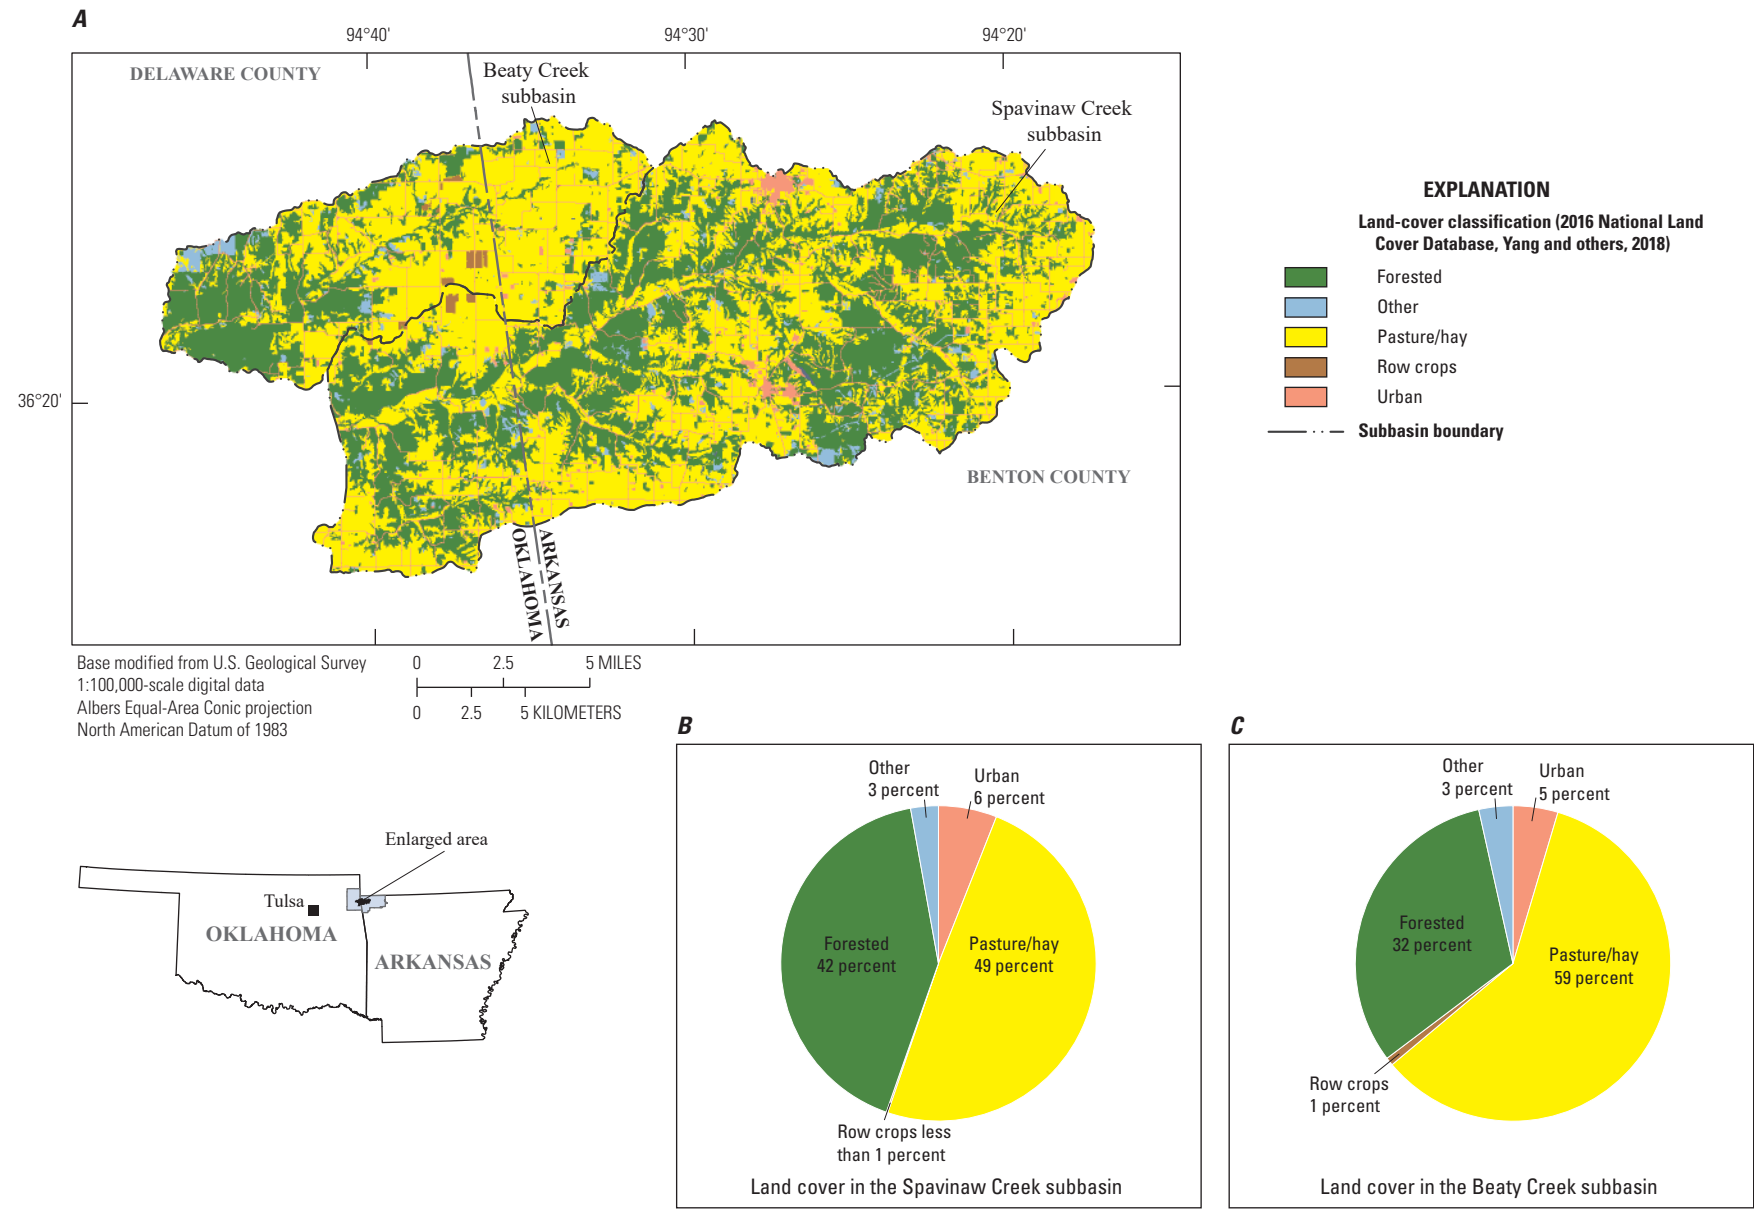 A
94°40'
94°30'
94°20'
DELAWARE COUNTY
Beaty Creek
subbasin
Spavinaw Creek
subbasin
36°20'
BENTON COUNTY
ARKANSAS
OKLAHOMA
EXPLANATION
Land-cover classification (2016 National Land
Cover Database, Yang and others, 2018)
Forested
Other
Pasture/hay
Row crops
Urban
Subbasin boundary
Base modified from U.S. Geological Survey
1:100,000-scale digital data
Albers Equal-Area Conic projection
North American Datum of 1983
0 2.5 5 MILES
0 2.5 5 KILOMETERS
Enlarged area
Tulsa
OKLAHOMA
ARKANSAS
B
Other
3 percent
Urban
6 percent
Forested
42 percent
Pasture/hay
49 percent
Row crops less
than 1 percent
Land cover in the Spavinaw Creek subbasin
C
Other
3 percent
Urban
5 percent
Forested
32 percent
Pasture/hay
59 percent
Row crops
1 percent
Land cover in the Beaty Creek subbasin